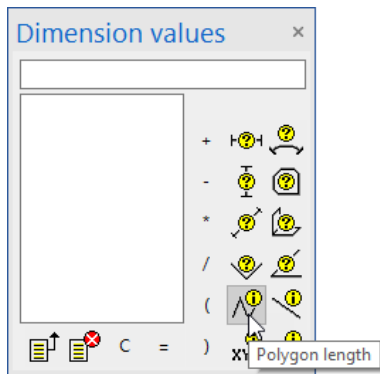 Dimension values ×
+
-
*
/
(
C = ) XY
Polygon length